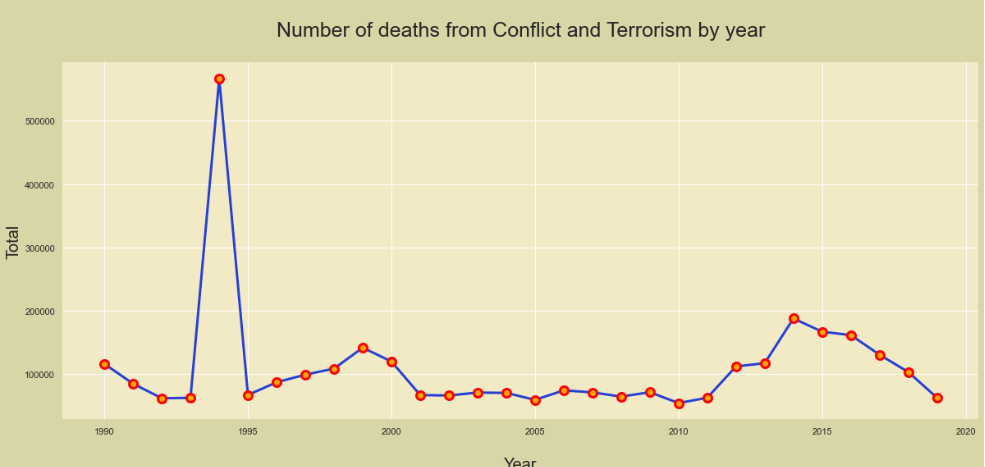 Number of deaths from Conflict and Terrorism by year
Total
500000
400000
300000
200000
100000
1990 1995 2000 2005 2010 2015 2020
Year